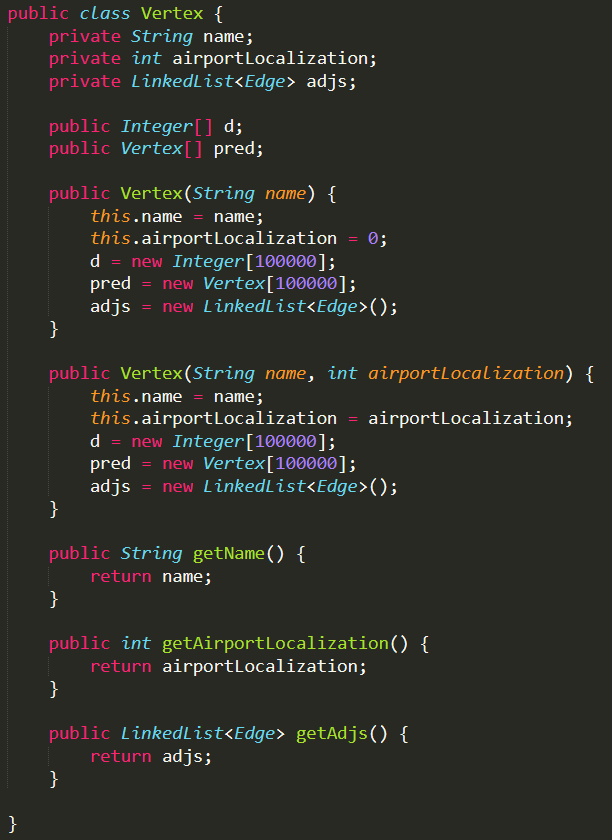 public class Vertex {
    private String name;
    private int airportLocalization;
    private LinkedList<Edge> adjs;

    public Integer[] d;
    public Vertex[] pred;

    public Vertex(String name) {
        this.name = name;
        this.airportLocalization = 0;
        d = new Integer[100000];
        pred = new Vertex[100000];
        adjs = new LinkedList<Edge>();
    }

    public Vertex(String name, int airportLocalization) {
        this.name = name;
        this.airportLocalization = airportLocalization;
        d = new Integer[100000];
        pred = new Vertex[100000];
        adjs = new LinkedList<Edge>();
    }

    public String getName() {
        return name;
    }

    public int getAirportLocalization() {
        return airportLocalization;
    }

    public LinkedList<Edge> getAdjs() {
        return adjs;
    }

}